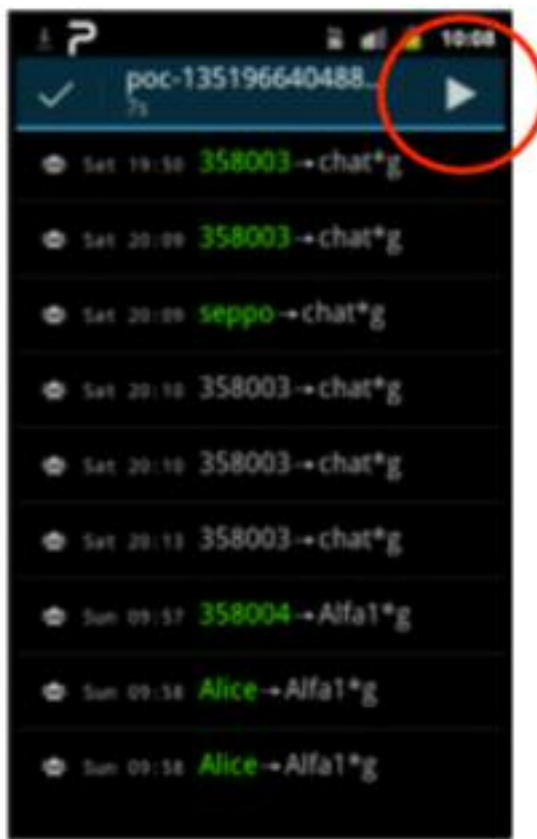 10:08
poc-135196640488...
7s
Sat 19:50 358003→chat*g
Sat 20:09 358003→chat*g
Sat 20:09 seppo→chat*g
Sat 20:10 358003→chat*g
Sat 20:10 358003→chat*g
Sat 20:13 358003→chat*g
Sun 09:57 358004→Alfa1*g
Sun 09:58 Alice→Alfa1*g
Sun 09:58 Alice→Alfa1*g